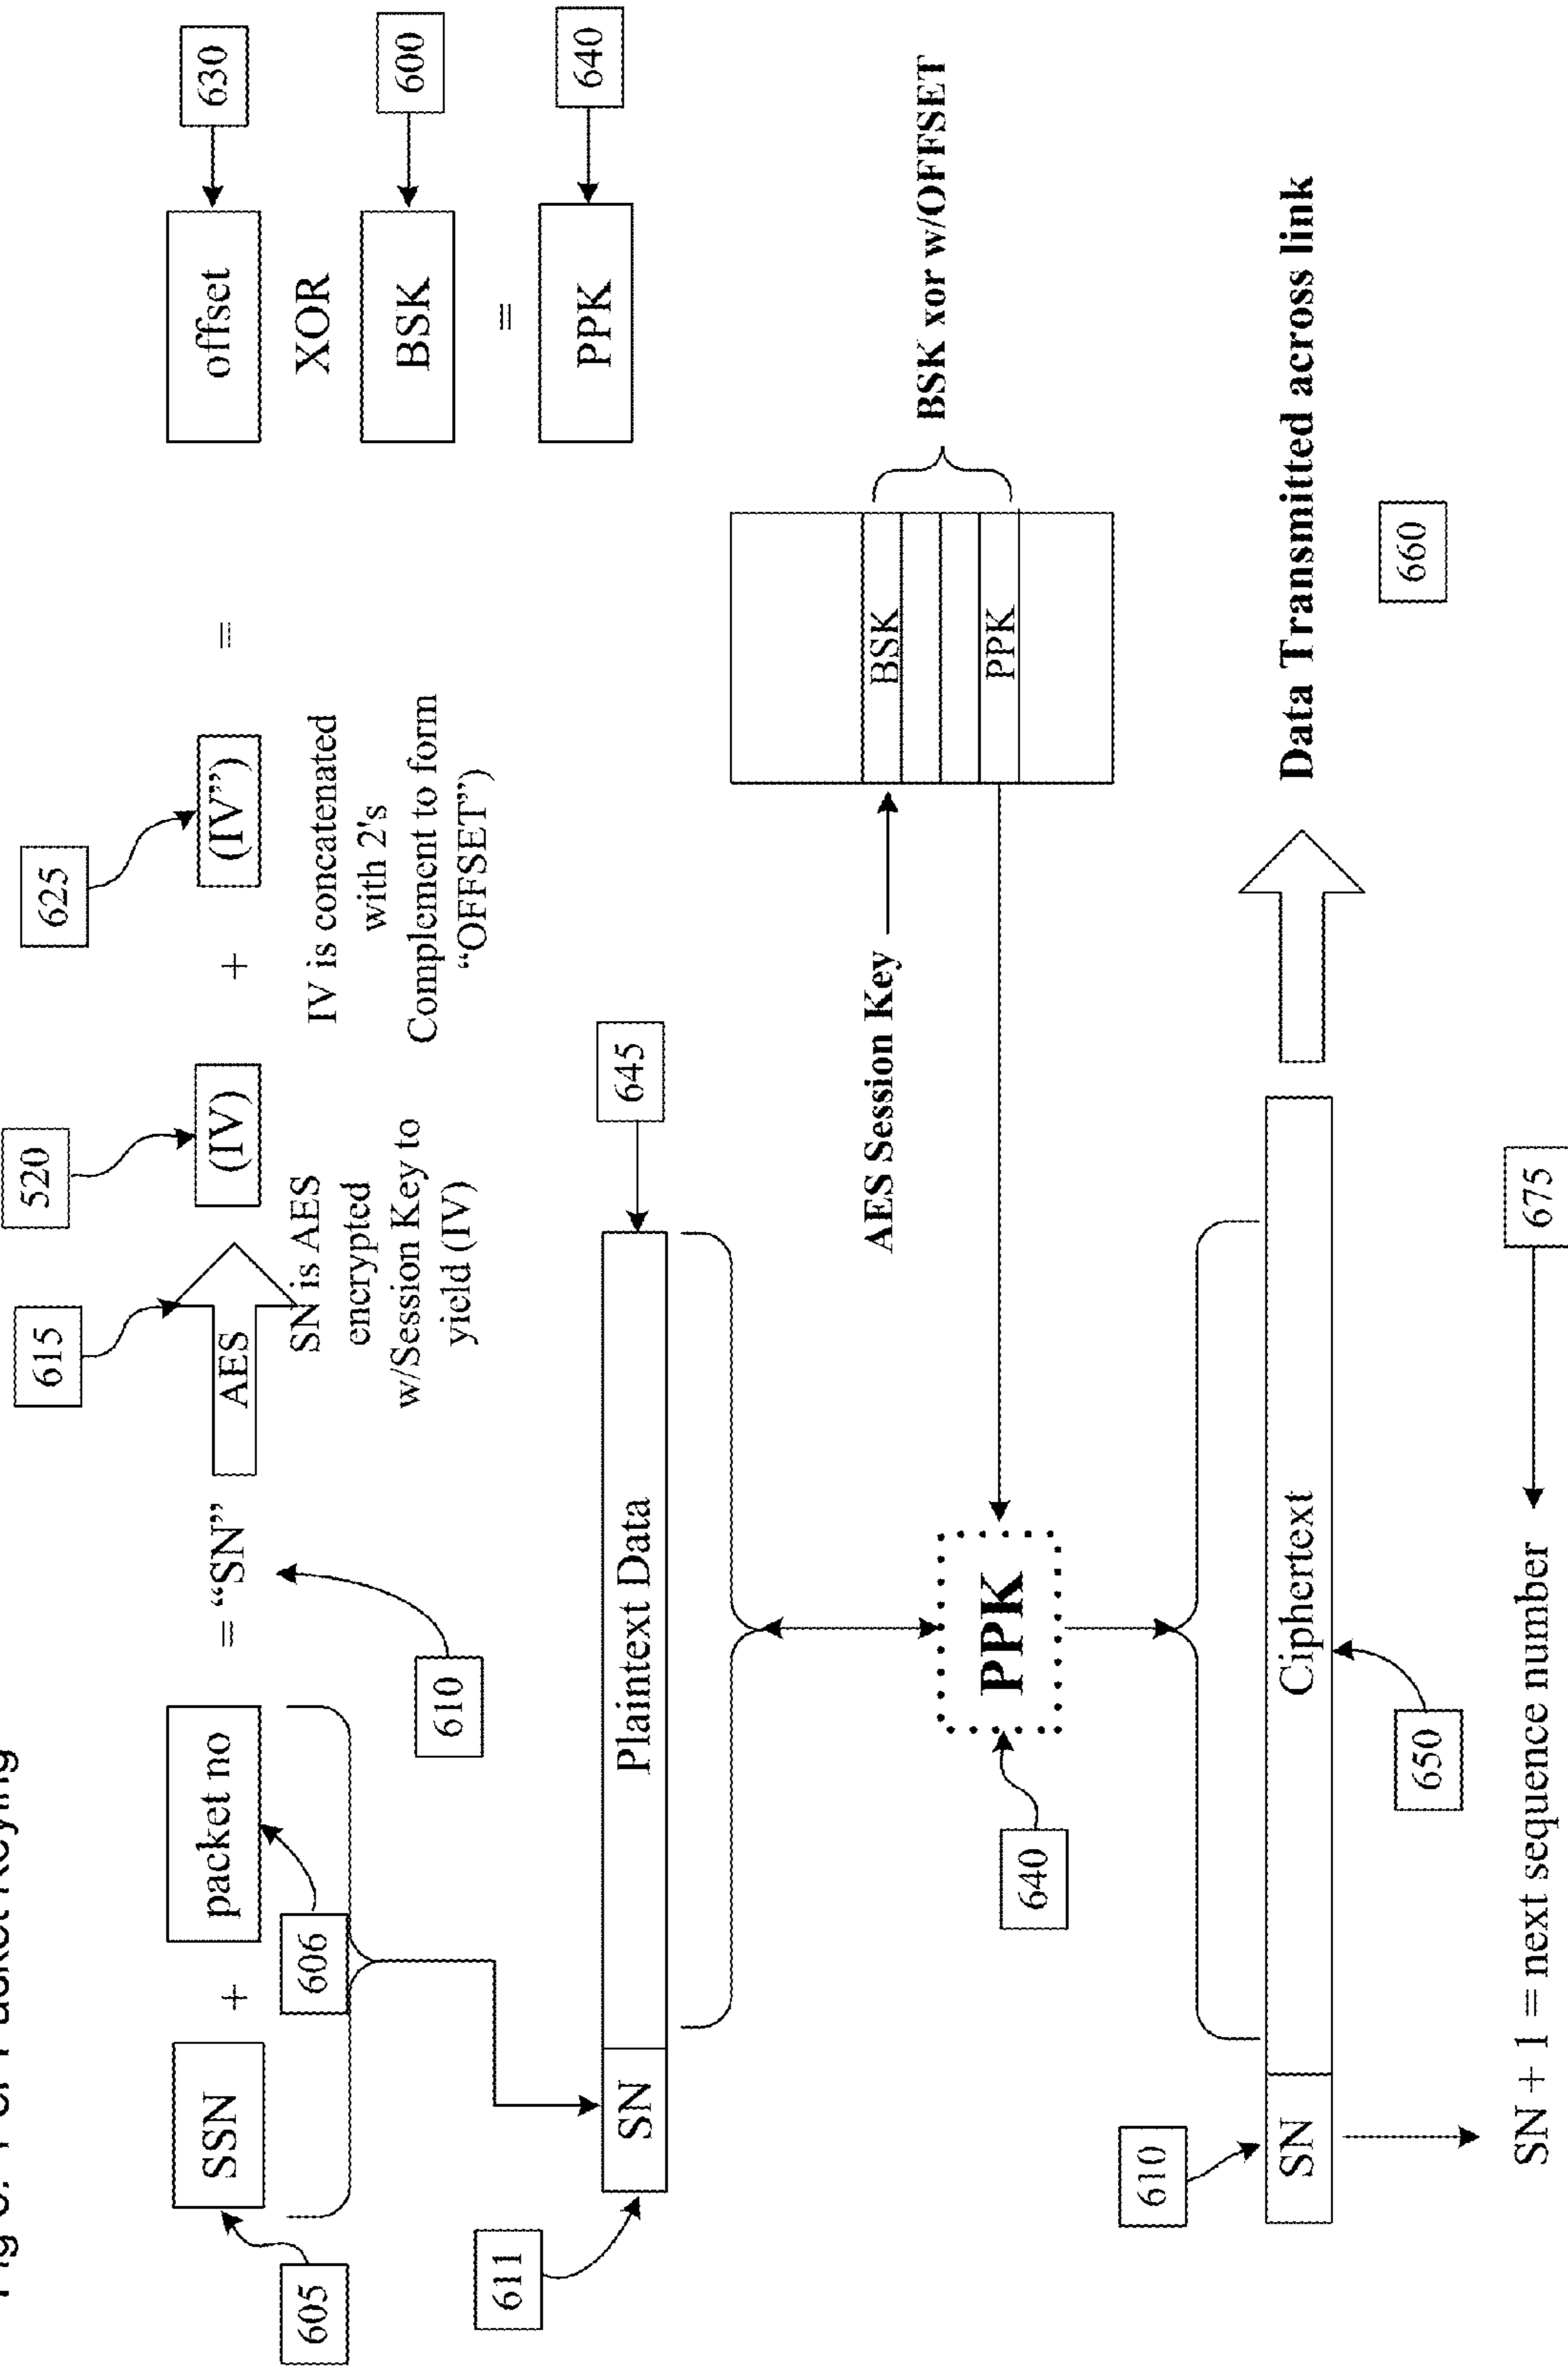 Packet Keying
625
630
520
615
SSN
+
packet no
= “SN”
AES
(IV)
+
(IV”)
=
offset
605
606
SN is AES
encrypted
w/Session Key to
yield (IV)
IV is concatenated
with 2's
Complement to form
“OFFSET”)
XOR
BSK
600
=
PPK
640
610
611
SN
Plaintext Data
645
AES Session Key
BSK
PPK
BSK xor w/OFFSET
PPK
640
610
SN
Ciphertext
Data Transmitted across link
650
660
SN + 1 = next sequence number
675